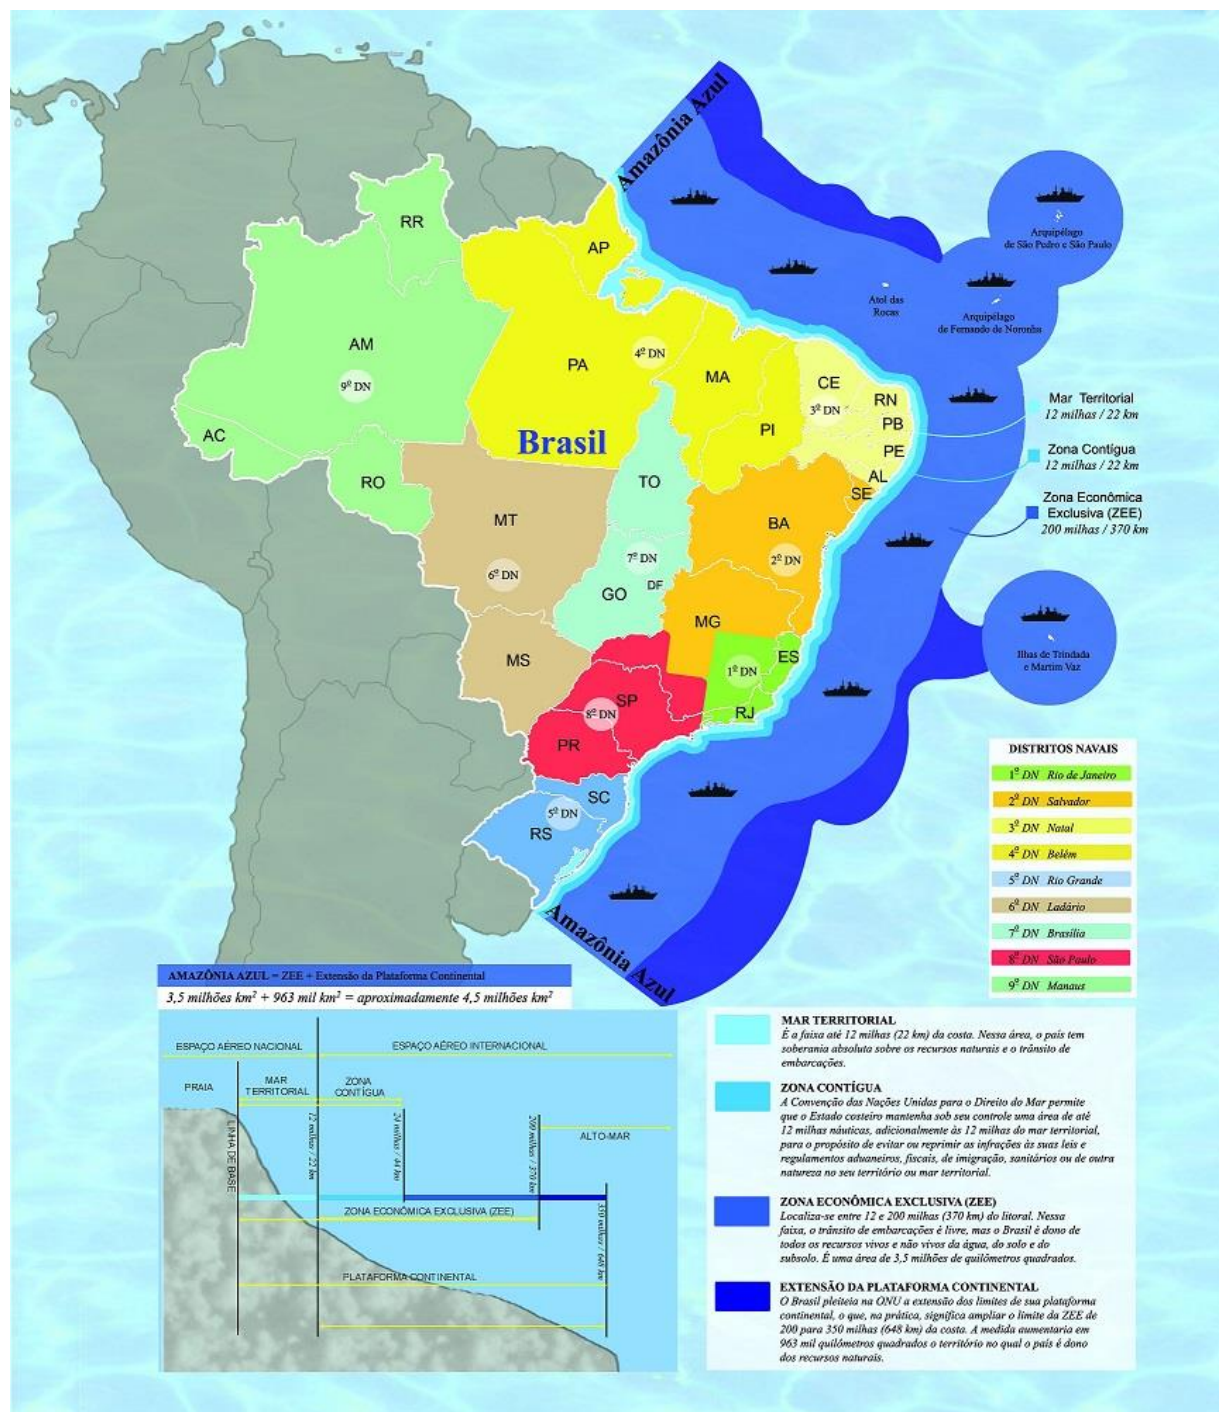 Amazônia Azul
RR
AP
AM
PA
MA
PI
CE
RN
PB
PE
AL
SE
AC
RO
MT
TO
BA
GO
DF
MG
MS
ES
SP
RJ
PR
SC
RS
9º DN
4º DN
3º DN
7º DN
2º DN
6º DN
1º DN
8º DN
5º DN
Brasil
Arquipélago
de São Pedro e São Paulo
Atol das
Rocas
Arquipélago
de Fernando de Noronha
Mar Territorial
12 milhas / 22 km
Zona Contígua
12 milhas / 22 km
Zona Econômica
Exclusiva (ZEE)
200 milhas / 370 km
Ilhas de Trindada
e Martim Vaz
Amazônia Azul
DISTRITOS NAVAIS
1º DN Rio de Janeiro
2º DN Salvador
3º DN Natal
4º DN Belém
5º DN Rio Grande
6º DN Ladário
7º DN Brasília
8º DN São Paulo
9º DN Manaus
AMAZÔNIA AZUL = ZEE + Extensão da Plataforma Continental
3,5 milhões km² + 963 mil km² = aproximadamente 4,5 milhões km²
ESPAÇO AÉREO NACIONAL
ESPAÇO AÉREO INTERNACIONAL
PRAIA
MAR
TERRITORIAL
ZONA
CONTÍGUA
LINHA DE BASE
12 milhas / 22 km
24 milhas / 44 km
200 milhas / 370 km
ALTO-MAR
350 milhas / 648 km
ZONA ECONÔMICA EXCLUSIVA (ZEE)
PLATAFORMA CONTINENTAL
MAR TERRITORIAL
É a faixa até 12 milhas (22 km) da costa. Nessa área, o país tem
soberania absoluta sobre os recursos naturais e o trânsito de
embarcações.
ZONA CONTÍGUA
A Convenção das Nações Unidas para o Direito do Mar permite
que o Estado costeiro mantenha sob seu controle uma área de até
12 milhas náuticas, adicionalmente às 12 milhas do mar territorial,
para o propósito de evitar ou reprimir as infrações às suas leis e
regulamentos aduaneiros, fiscais, de imigração, sanitários ou de outra
natureza no seu território ou mar territorial.
ZONA ECONÔMICA EXCLUSIVA (ZEE)
Localiza-se entre 12 e 200 milhas (370 km) do litoral. Nessa
faixa, o trânsito de embarcações é livre, mas o Brasil é dono de
todos os recursos vivos e não vivos da água, do solo e do
subsolo. É uma área de 3,5 milhões de quilômetros quadrados.
EXTENSÃO DA PLATAFORMA CONTINENTAL
O Brasil pleiteia na ONU a extensão dos limites de sua plataforma
continental, o que, na prática, significa ampliar o limite da ZEE de
200 para 350 milhas (648 km) da costa. A medida aumentaria em
963 mil quilômetros quadrados o território no qual o país é dono
dos recursos naturais.